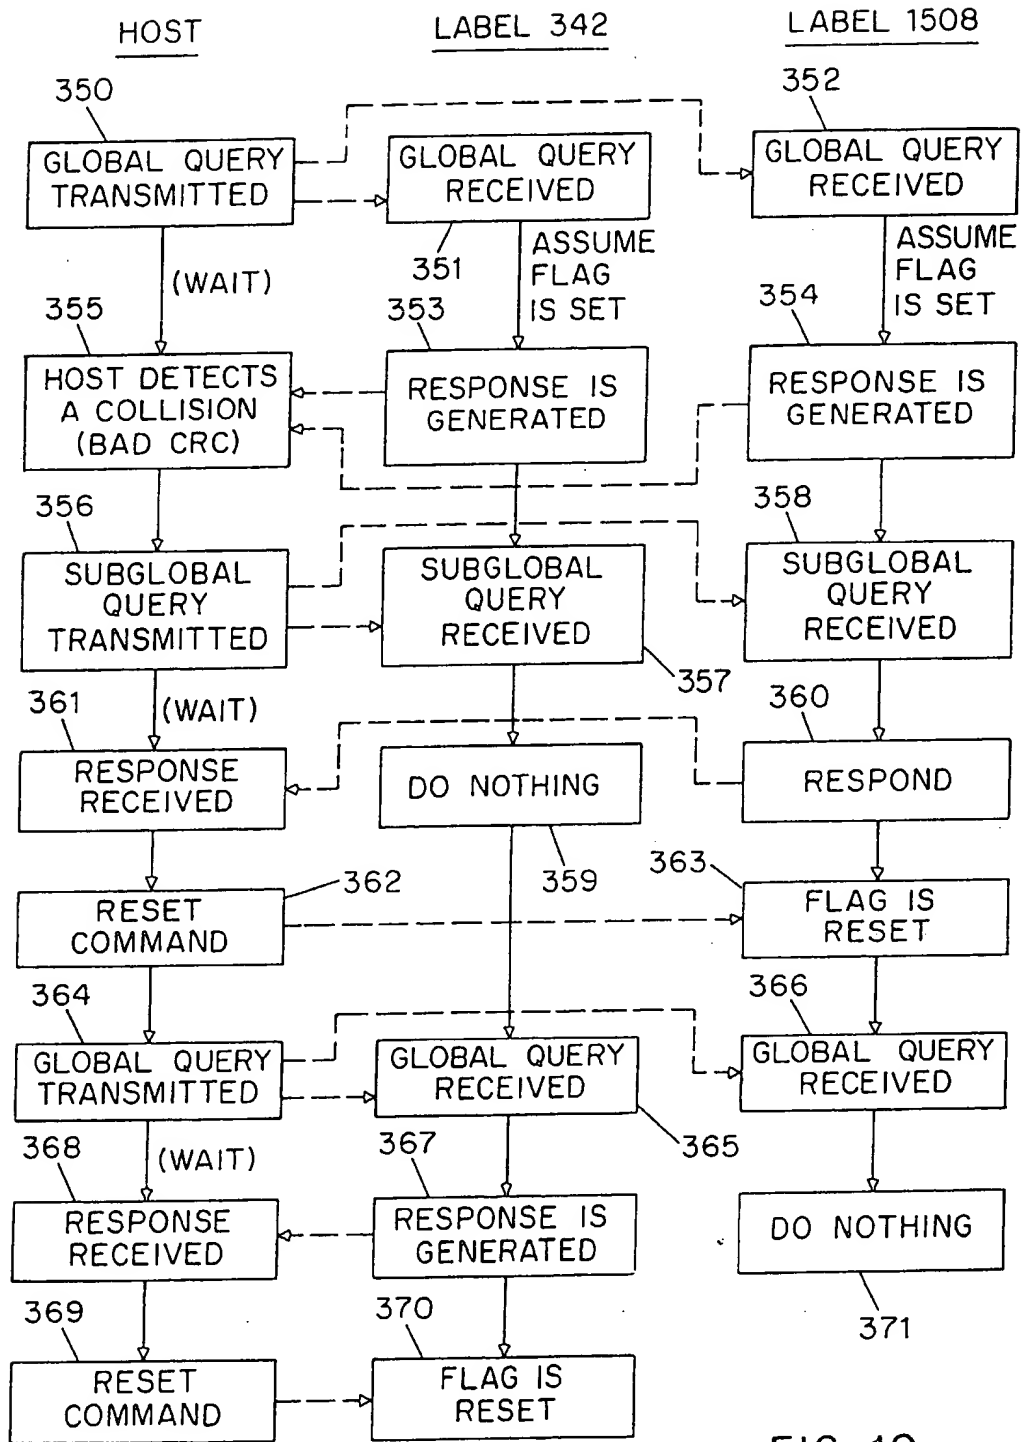 HOST
LABEL 342
LABEL 1508
350
352
GLOBAL QUERY
TRANSMITTED
GLOBAL QUERY
RECEIVED
GLOBAL QUERY
RECEIVED
(WAIT)
351
ASSUME
FLAG
IS SET
ASSUME
FLAG
IS SET
355
353
354
HOST DETECTS
A COLLISION
(BAD CRC)
RESPONSE IS
GENERATED
RESPONSE IS
GENERATED
356
358
SUBGLOBAL
QUERY
TRANSMITTED
SUBGLOBAL
QUERY
RECEIVED
SUBGLOBAL
QUERY
RECEIVED
357
361
(WAIT)
360
RESPONSE
RECEIVED
DO NOTHING
RESPOND
362
359
363
RESET
COMMAND
FLAG IS
RESET
364
366
GLOBAL QUERY
TRANSMITTED
GLOBAL QUERY
RECEIVED
GLOBAL QUERY
RECEIVED
368
(WAIT)
367
365
RESPONSE
RECEIVED
RESPONSE IS
GENERATED
DO NOTHING
369
370
371
RESET
COMMAND
FLAG IS
RESET